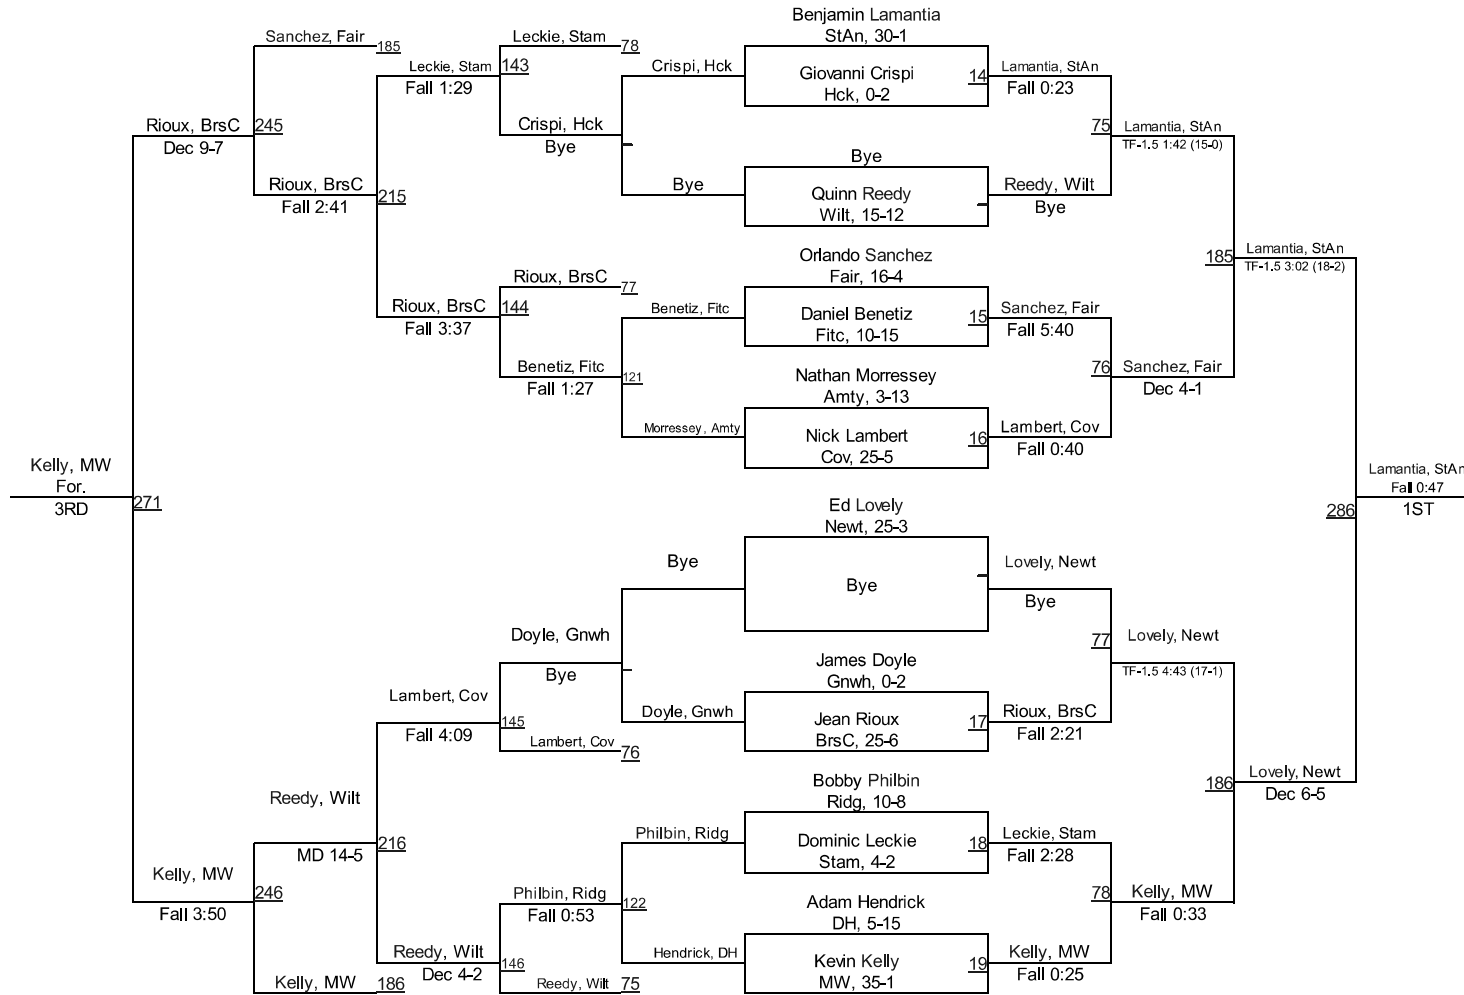 Benjamin Lamantia
StAn, 30-1
Giovanni Crispi
Hck, 0-2
Bye
Quinn Reedy
Wilt, 15-12
Orlando Sanchez
Fair, 16-4
Daniel Benetiz
Fitc, 10-15
Nathan Morressey
Amty, 3-13
Nick Lambert
Cov, 25-5
Ed Lovely
Newt, 25-3
Bye
James Doyle
Gnwh, 0-2
Jean Rioux
BrsC, 25-6
Bobby Philbin
Ridg, 10-8
Dominic Leckie
Stam, 4-2
Adam Hendrick
DH, 5-15
Kevin Kelly
MW, 35-1
14
Lamantia, StAn
Fall 0:23
Reedy, Wilt
Bye
15
Sanchez, Fair
Fall 5:40
16
Lambert, Cov
Fall 0:40
Lovely, Newt
Bye
17
Rioux, BrsC
Fall 2:21
18
Leckie, Stam
Fall 2:28
19
Kelly, MW
Fall 0:25
75
Lamantia, StAn
TF-1.5 1:42 (15-0)
76
Sanchez, Fair
Dec 4-1
77
Lovely, Newt
TF-1.5 4:43 (17-1)
78
Kelly, MW
Fall 0:33
185
Lamantia, StAn
TF-1.5 3:02 (18-2)
186
Lovely, Newt
Dec 6-5
286
Lamantia, StAn
Fall 0:47
1ST
Crispi, Hck
Bye
Benetiz, Fitc
Morressey, Amty
Bye
Doyle, Gnwh
Philbin, Ridg
Hendrick, DH
Leckie, Stam
78
Crispi, Hck
Bye
Rioux, BrsC
77
Benetiz, Fitc
121
Fall 1:27
Doyle, Gnwh
Bye
Lambert, Cov
76
Philbin, Ridg
122
Fall 0:53
Reedy, Wilt
75
Leckie, Stam
143
Fall 1:29
Rioux, BrsC
144
Fall 3:37
Lambert, Cov
145
Fall 4:09
Reedy, Wilt
146
Dec 4-2
Sanchez, Fair
185
Rioux, BrsC
215
Fall 2:41
Reedy, Wilt
216
MD 14-5
Kelly, MW
186
Rioux, BrsC
245
Dec 9-7
Kelly, MW
246
Fall 3:50
Kelly, MW
For.
271
3RD